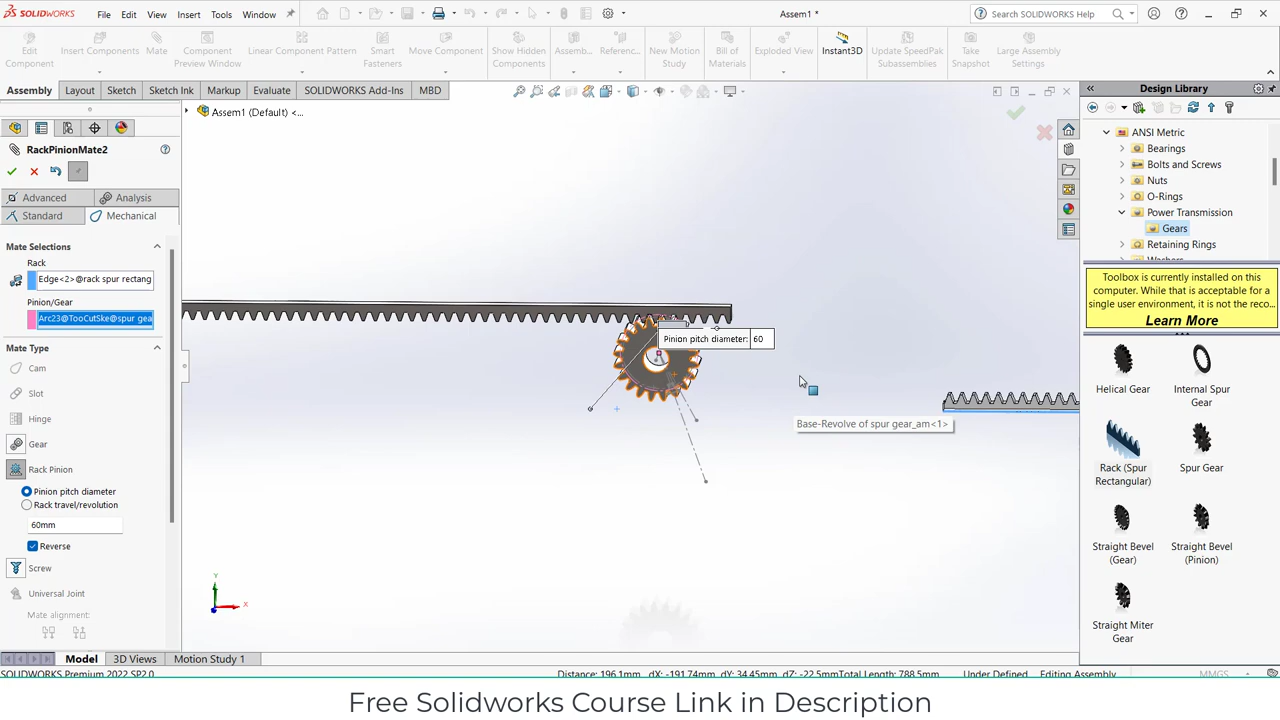 SOLIDWORKS File Edit View Insert Tools Window Assem1 * Search SOLIDWORKS Help
Edit Component
Insert Components
Mate
Component Preview Window
Linear Component Pattern
Smart Fasteners
Move Component
Show Hidden Components
Assemb...
Referenc...
New Motion Study
Bill of Materials
Exploded View
Instant3D
Update SpeedPak Subassemblies
Take Snapshot
Large Assembly Settings
Assembly Layout Sketch Sketch Ink Markup Evaluate SOLIDWORKS Add-Ins MBD
Assem1 (Default) <...
RackPinionMate2
Advanced Analysis
Standard Mechanical
Mate Selections
Rack
Edge<2>@rack spur rectang
Pinion/Gear
Arc23@TooCutSke@spur gea
Mate Type
Cam
Slot
Hinge
Gear
Rack Pinion
Pinion pitch diameter
Rack travel/revolution
60mm
Reverse
Screw
Universal Joint
Mate alignment:
Pinion pitch diameter: 60
Base-Revolve of spur gear_am<1>
Y
X
Design Library
ANSI Metric
Bearings
Bolts and Screws
Nuts
O-Rings
Power Transmission
Gears
Retaining Rings
Toolbox is currently installed on this
computer. While that is acceptable for a
single user environment, it is not the reco...
Learn More
Helical Gear
Internal Spur
Gear
Rack (Spur
Rectangular)
Spur Gear
Straight Bevel
(Gear)
Straight Bevel
(Pinion)
Straight Miter
Gear
Model 3D Views Motion Study 1
SOLIDWORKS Premium 2022 SP2.0 Distance: 196.1mm dX: -191.74mm dY: 34.45mm dZ: -22.5mm Total Length: 788.5mm Under Defined Editing Assembly MMGS
Free Solidworks Course Link in Description